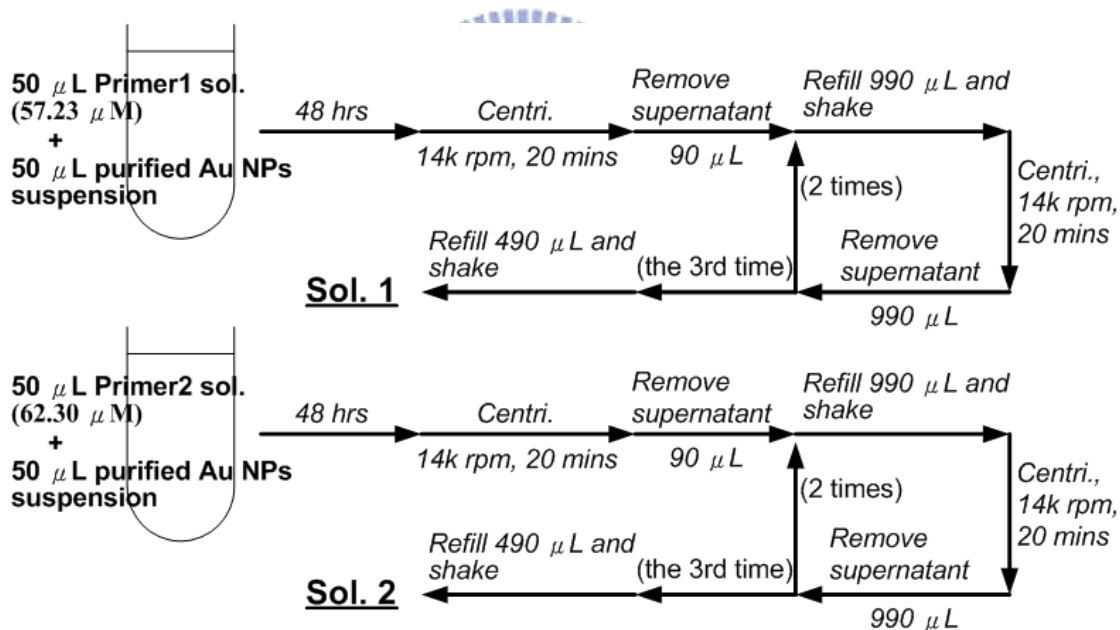 50 μL Primer1 sol.
(57.23 μM)
+
50 μL purified Au NPs
suspension
48 hrs
Centri.
14k rpm, 20 mins
Remove
supernatant
90 μL
Refill 990 μL and
shake
Centri.,
14k rpm,
20 mins
(2 times)
Remove
supernatant
990 μL
(the 3rd time)
Refill 490 μL and
shake
Sol. 1
50 μL Primer2 sol.
(62.30 μM)
+
50 μL purified Au NPs
suspension
48 hrs
Centri.
14k rpm, 20 mins
Remove
supernatant
90 μL
Refill 990 μL and
shake
Centri.,
14k rpm,
20 mins
(2 times)
Remove
supernatant
990 μL
(the 3rd time)
Refill 490 μL and
shake
Sol. 2